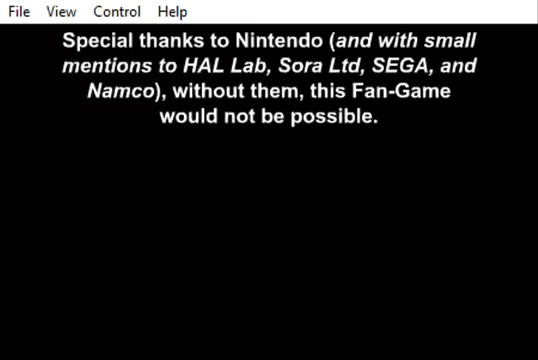 File View Control Help
Special thanks to Nintendo (and with small
mentions to HAL Lab, Sora Ltd, SEGA, and
Namco), without them, this Fan-Game
would not be possible.